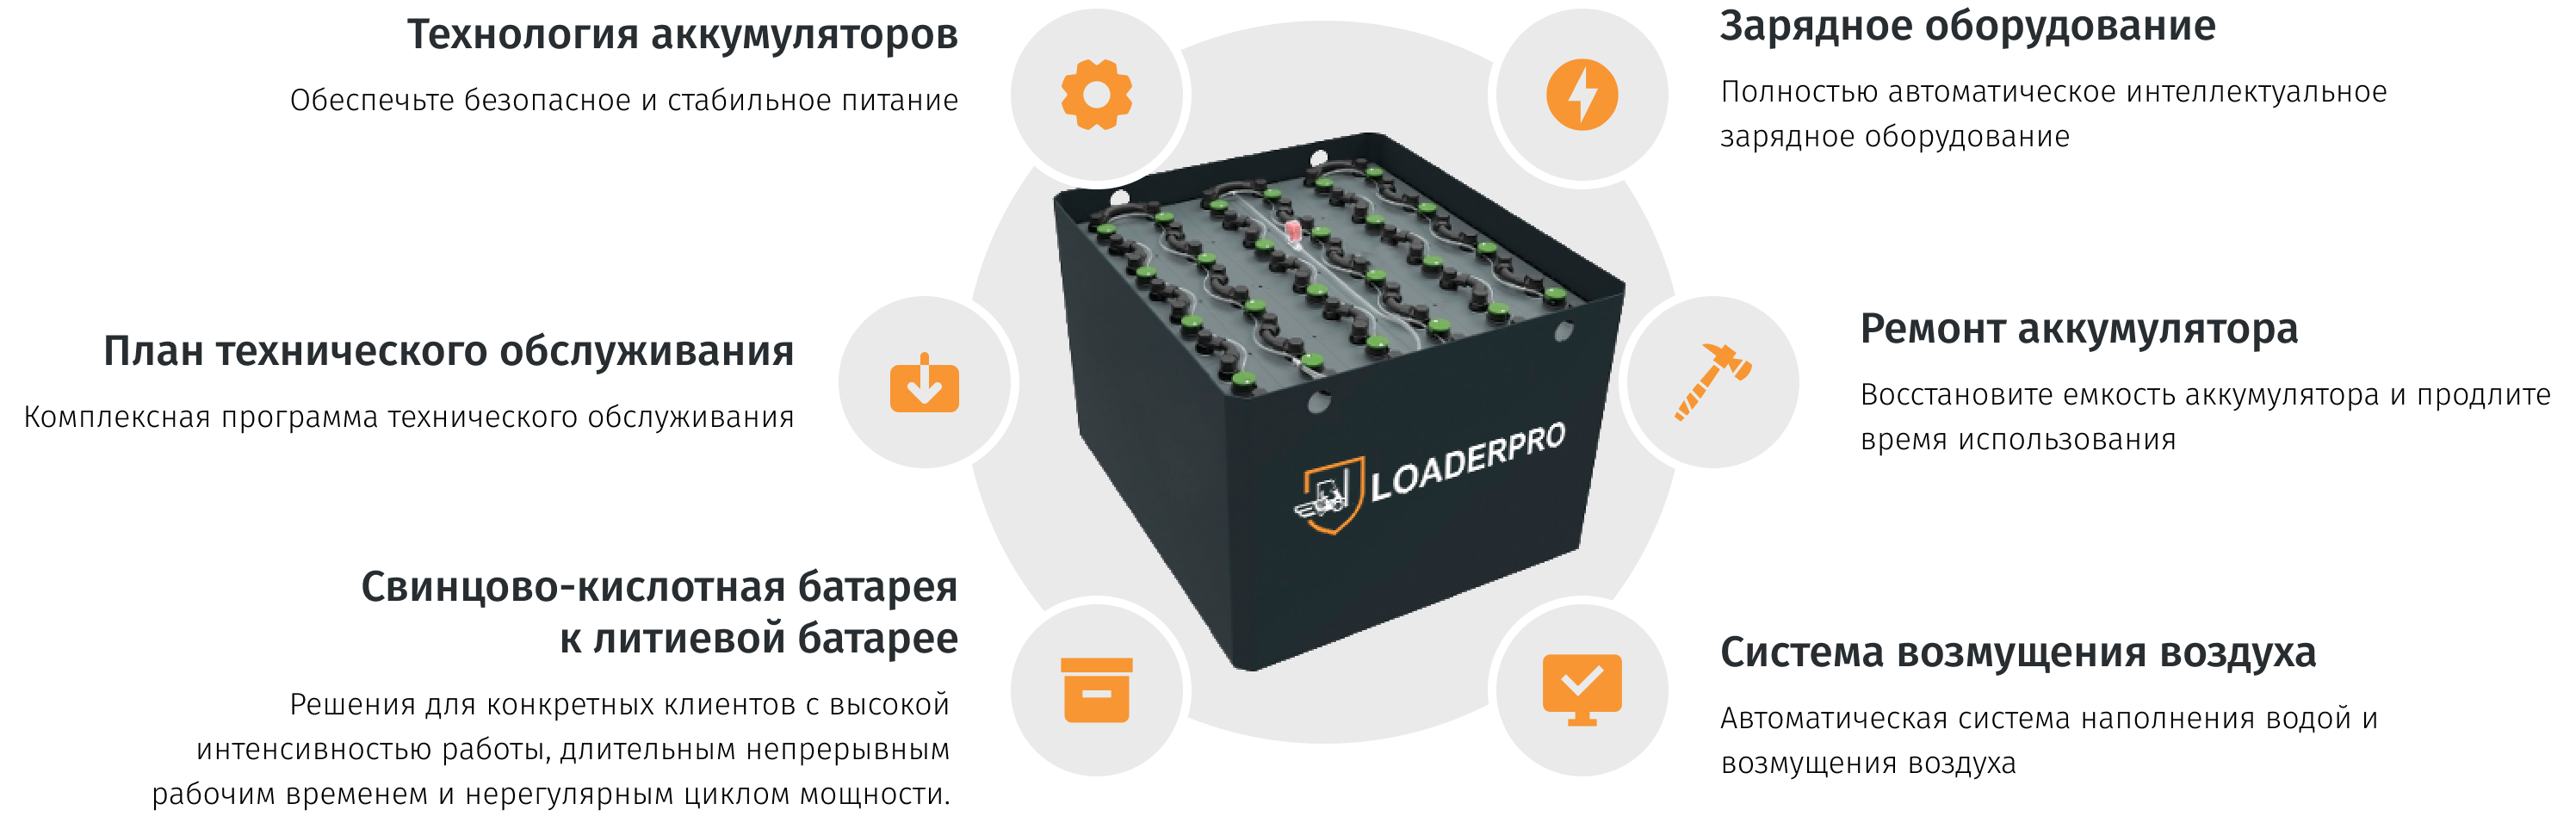 Технология аккумуляторов
Обеспечьте безопасное и стабильное питание
План технического обслуживания
Комплексная программа технического обслуживания
Свинцово-кислотная батарея
к литиевой батарее
Решения для конкретных клиентов с высокой
интенсивностью работы, длительным непрерывным
рабочим временем и нерегулярным циклом мощности.
LOADERPRO
Зарядное оборудование
Полностью автоматическое интеллектуальное
зарядное оборудование
Ремонт аккумулятора
Восстановите емкость аккумулятора и продлите
время использования
Система возмущения воздуха
Автоматическая система наполнения водой и
возмущения воздуха